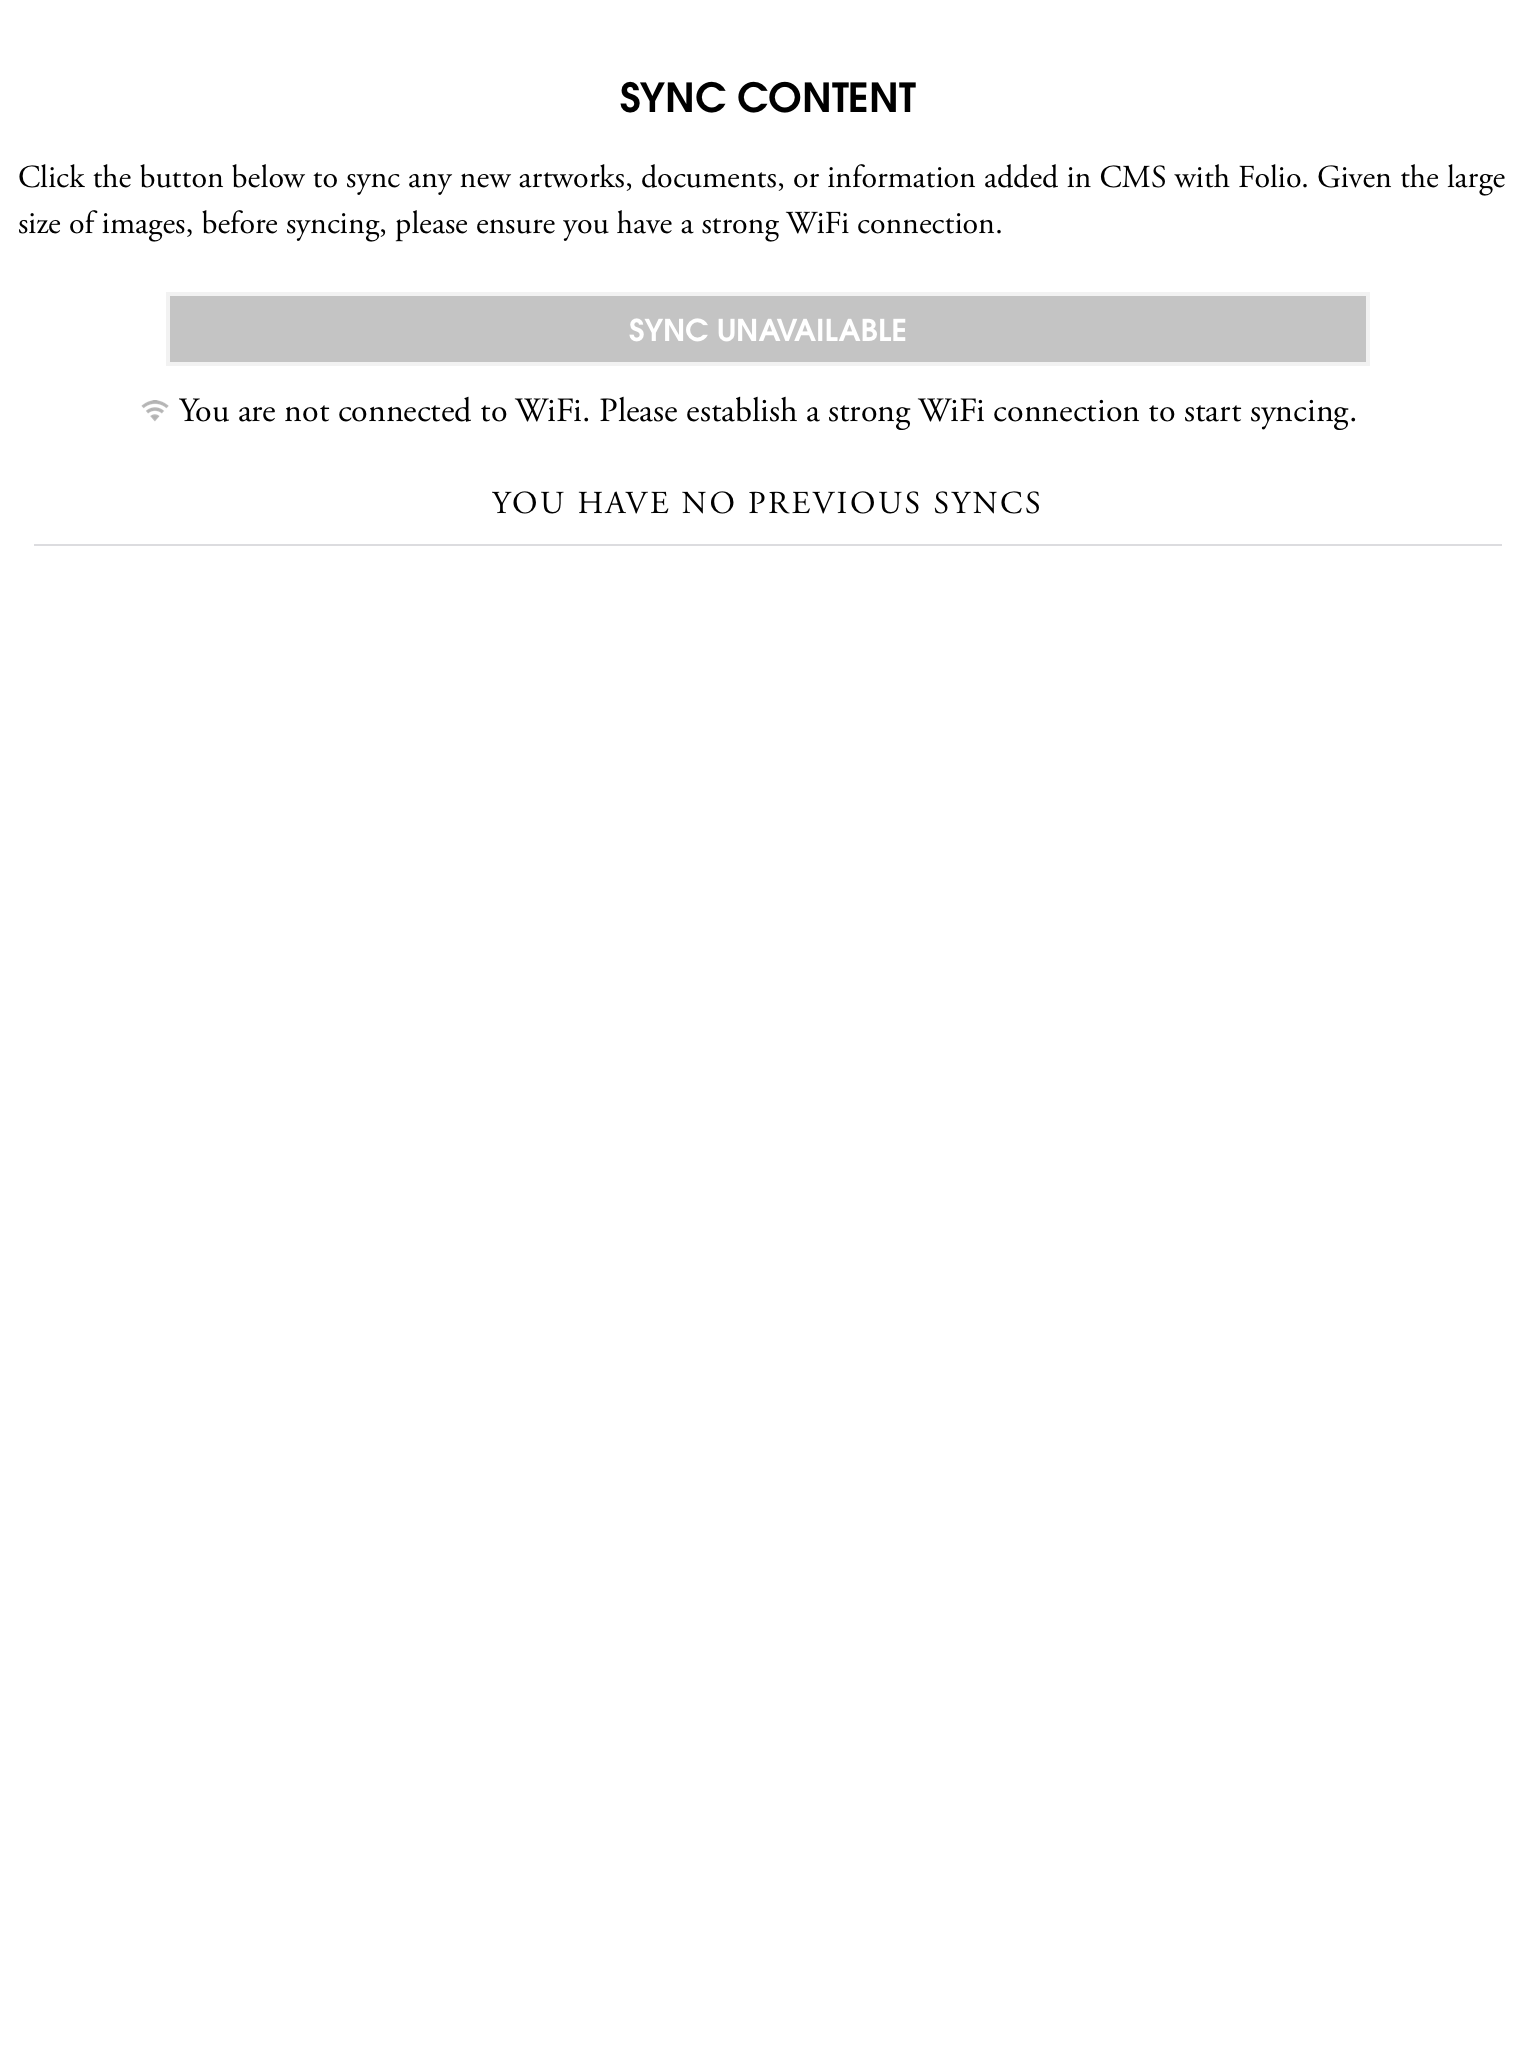 SYNC CONTENT
Click the button below to sync any new artworks, documents, or information added in CMS with Folio. Given the large
size of images, before syncing, please ensure you have a strong WiFi connection.
SYNC UNAVAILABLE
You are not connected to WiFi. Please establish a strong WiFi connection to start syncing.
YOU HAVE NO PREVIOUS SYNCS